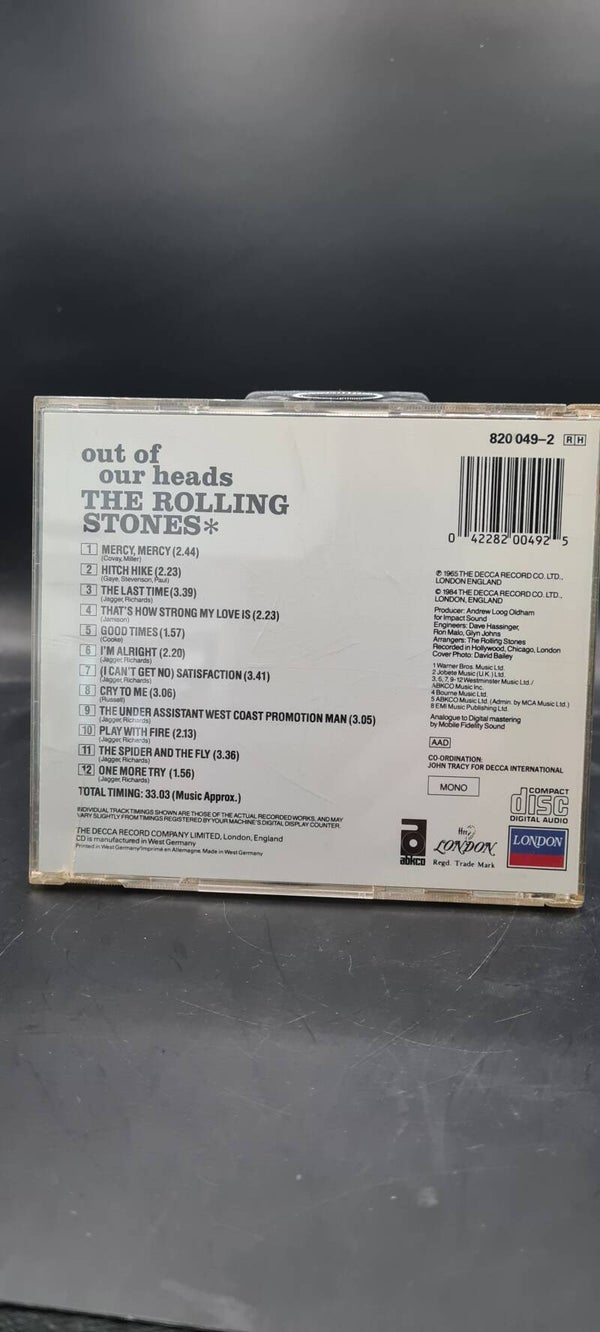 out of
our heads
THE ROLLING
STONES*
1 MERCY, MERCY (2.44)
(Covay, Miller)
2 HITCH HIKE (2.23)
(Gaye, Stevenson, Paul)
3 THE LAST TIME (3.39)
(Jagger, Richards)
4 THAT'S HOW STRONG MY LOVE IS (2.23)
(Jamison)
5 GOOD TIMES (1.57)
(Cooke)
6 I'M ALRIGHT (2.20)
(Jagger, Richards)
7 (I CAN'T GET NO) SATISFACTION (3.41)
(Jagger, Richards)
8 CRY TO ME (3.06)
(Russell)
9 THE UNDER ASSISTANT WEST COAST PROMOTION MAN (3.05)
(Jagger, Richards)
10 PLAY WITH FIRE (2.13)
(Jagger, Richards)
11 THE SPIDER AND THE FLY (3.36)
(Jagger, Richards)
12 ONE MORE TRY (1.56)
(Jagger, Richards)
TOTAL TIMING: 33.03 (Music Approx.)
INDIVIDUAL TRACK TIMINGS SHOWN ARE THOSE OF THE ACTUAL RECORDED WORKS, AND MAY
VARY SLIGHTLY FROM TIMINGS REGISTERED BY YOUR MACHINE'S DIGITAL DISPLAY COUNTER.
THE DECCA RECORD COMPANY LIMITED, London, England
CD is manufactured in West Germany
Printed in West Germany/Imprimé en Allemagne. Made in West Germany
820 049-2 RH
0 42282 00492 5
℗ 1965 THE DECCA RECORD CO. LTD.,
LONDON ENGLAND
© 1984 THE DECCA RECORD CO. LTD.,
LONDON, ENGLAND
Producer: Andrew Loog Oldham
for Impact Sound
Engineers: Dave Hassinger,
Ron Malo, Glyn Johns
Arrangers: The Rolling Stones
Recorded in Hollywood, Chicago, London
Cover Photo: David Bailey
1 Warner Bros. Music Ltd.
2 Jobete Music (U.K.) Ltd.
3, 6, 7, 9-12 Westminster Music Ltd. /
ABKCO Music Inc.
4 Bourne Music Ltd.
5 ABKCO Music Ltd. (Admin. by MCA Music Ltd.)
8 EMI Music Publishing Ltd.
Analogue to Digital mastering
by Mobile Fidelity Sound
AAD
CO-ORDINATION:
JOHN TRACY FOR DECCA INTERNATIONAL
MONO
COMPACT
disc
DIGITAL AUDIO
abkco
LONDON
Regd. Trade Mark
LONDON